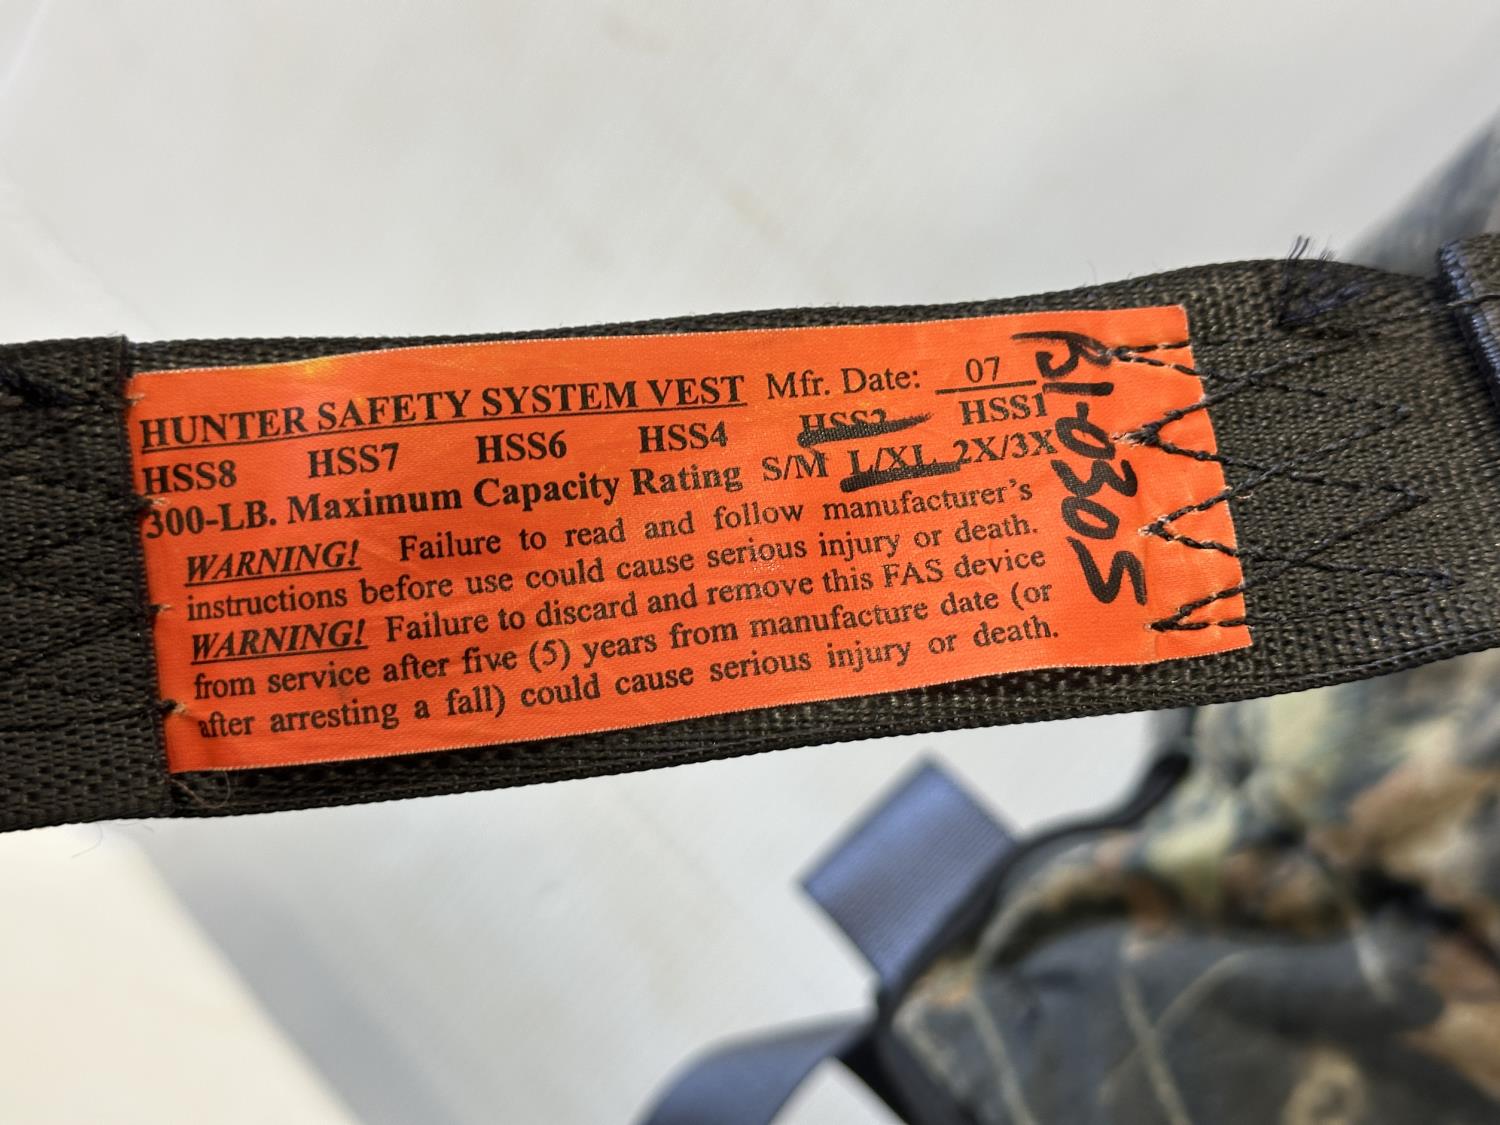 HUNTER SAFETY SYSTEM VEST Mfr. Date: 07
HSS8 HSS7 HSS6 HSS4 HSS2 HSS1
300-LB. Maximum Capacity Rating S/M L/XL 2X/3X
WARNING! Failure to read and follow manufacturer's
instructions before use could cause serious injury or death.
WARNING! Failure to discard and remove this FAS device
from service after five (5) years from manufacture date (or
after arresting a fall) could cause serious injury or death.
B1-0305